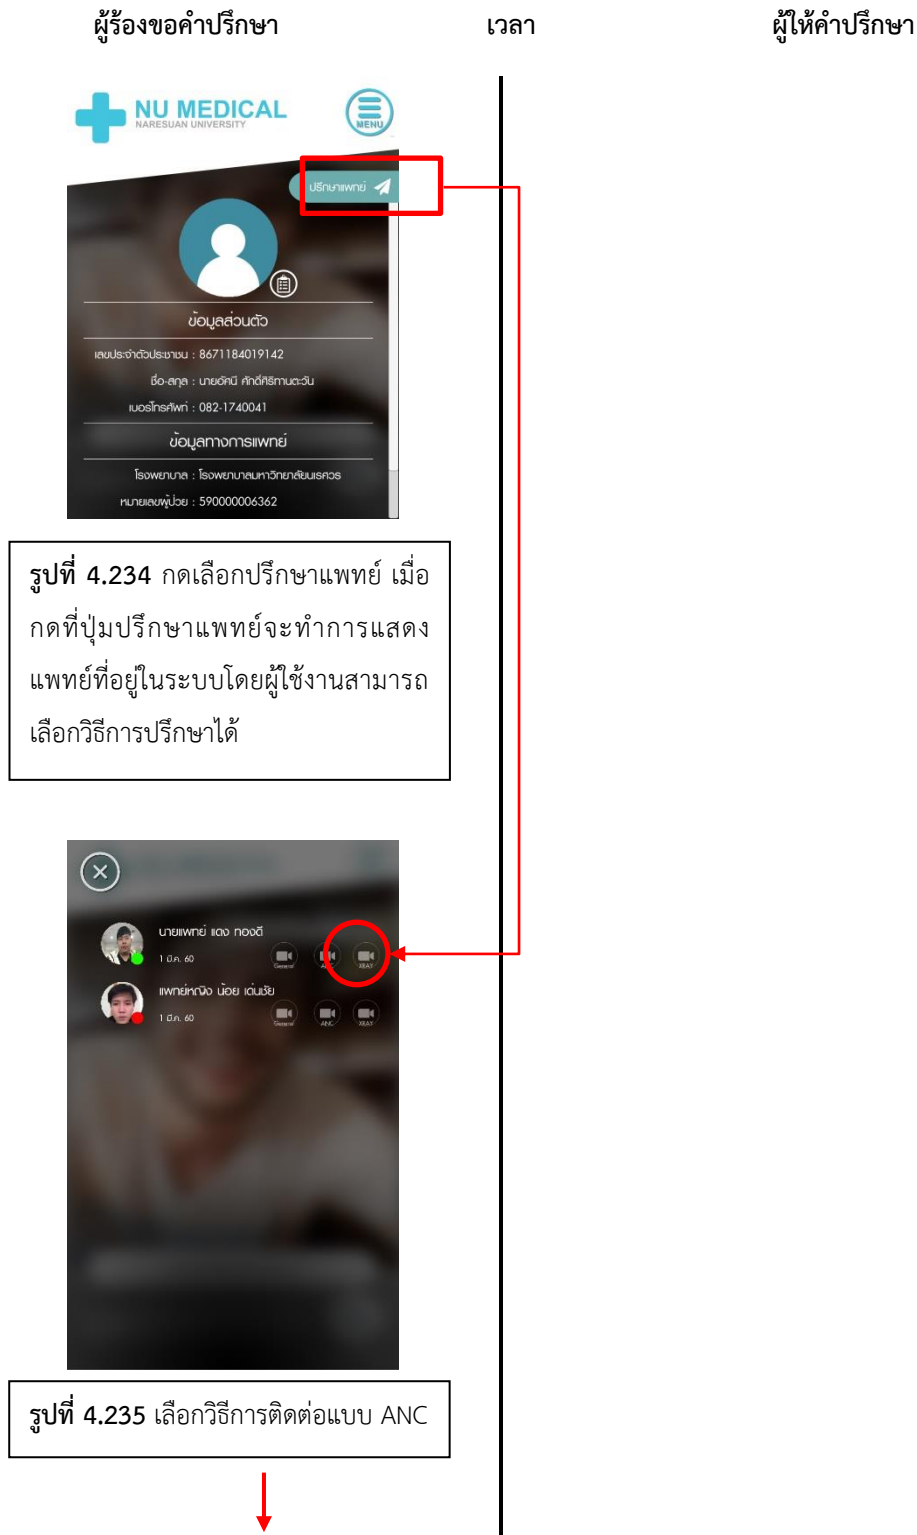 ผู้ร้องขอคำปรึกษา เวลา ผู้ให้คำปรึกษา
NU MEDICAL
NARESUAN UNIVERSITY
MENU
ปรึกษาแพทย์
ข้อมูลส่วนตัว
เลขประจำตัวประชาชน : 8671184019142
ชื่อ-สกุล : นายอัคนี ศักดิ์ศิริทานตะวัน
เบอร์โทรศัพท์ : 082-1740041
ข้อมูลทางการแพทย์
โรงพยาบาล : โรงพยาบาลมหาวิทยาลัยนเรศวร
หมายเลขผู้ป่วย : 590000006362
รูปที่ 4.234 กดเลือกปรึกษาแพทย์ เมื่อ
กดที่ปุ่มปรึกษาแพทย์จะทำการแสดง
แพทย์ที่อยู่ในระบบโดยผู้ใช้งานสามารถ
เลือกวิธีการปรึกษาได้
นายแพทย์ แดง ทองดี
1 มี.ค. 60
General ANC XRAY
แพทย์หญิง น้อย เด่นชัย
1 มี.ค. 60
General ANC XRAY
รูปที่ 4.235 เลือกวิธีการติดต่อแบบ ANC